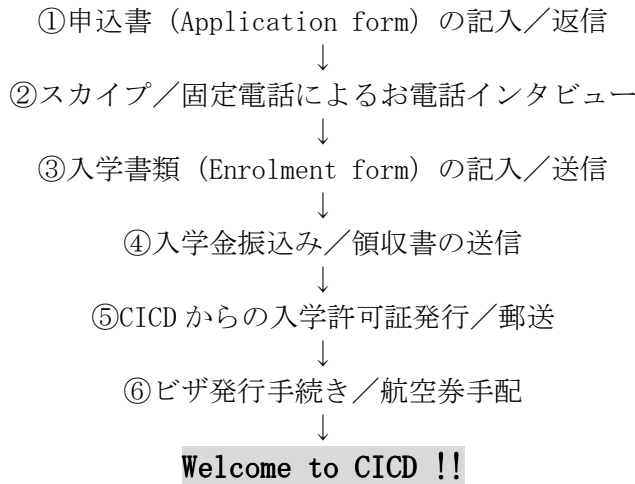 ①申込書（Application form）の記入／返信
↓
②スカイプ／固定電話によるお電話インタビュー
↓
③入学書類（Enrolment form）の記入／送信
↓
④入学金振込み／領収書の送信
↓
⑤CICDからの入学許可証発行／郵送
↓
⑥ビザ発行手続き／航空券手配
↓
Welcome to CICD !!